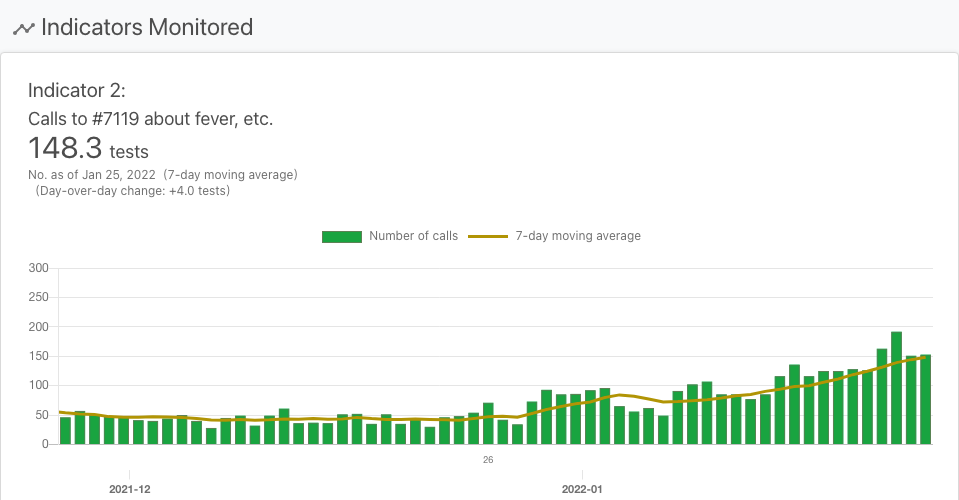 Indicators Monitored
Indicator 2:
Calls to #7119 about fever, etc.
148.3 tests
No. as of Jan 25, 2022 (7-day moving average)
(Day-over-day change: +4.0 tests)
Number of calls 7-day moving average
300
250
200
150
100
50
0
26
2021-12 2022-01